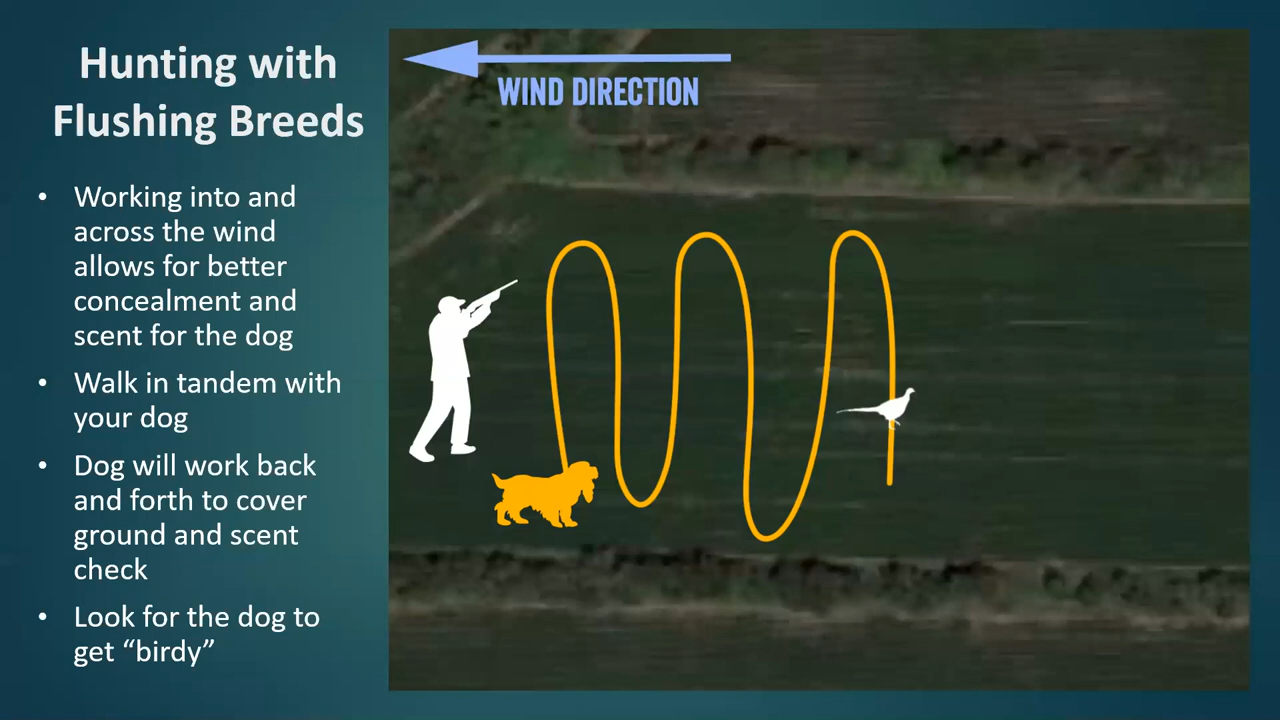 Hunting with
Flushing Breeds
• Working into and
across the wind
allows for better
concealment and
scent for the dog
• Walk in tandem with
your dog
• Dog will work back
and forth to cover
ground and scent
check
• Look for the dog to
get “birdy”
WIND DIRECTION